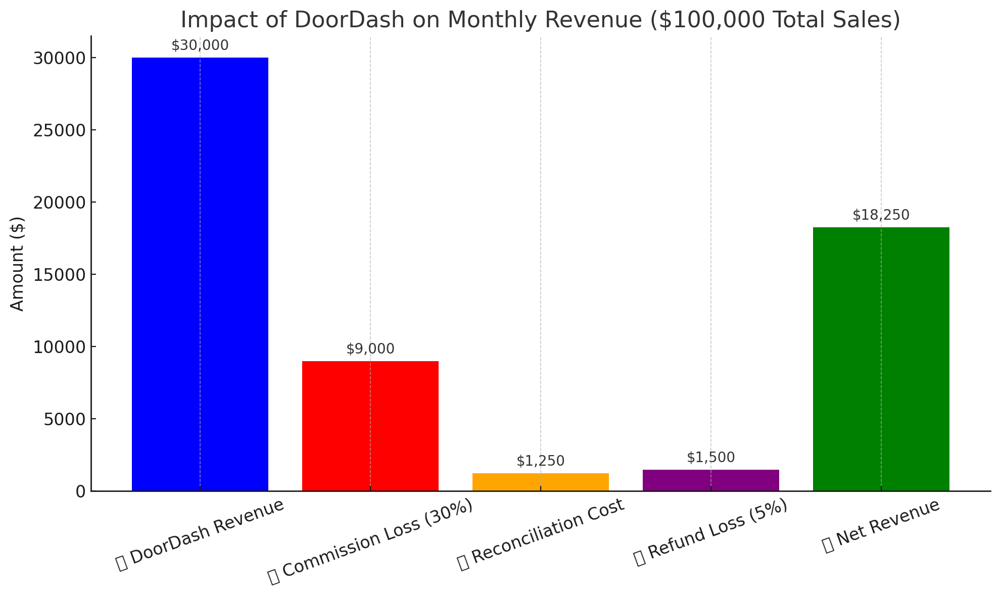 Impact of DoorDash on Monthly Revenue ($100,000 Total Sales)
Amount ($)
30000
25000
20000
15000
10000
5000
0
$30,000
$9,000
$1,250
$1,500
$18,250
▯ DoorDash Revenue
▯ Commission Loss (30%)
▯ Reconciliation Cost
▯ Refund Loss (5%)
▯ Net Revenue